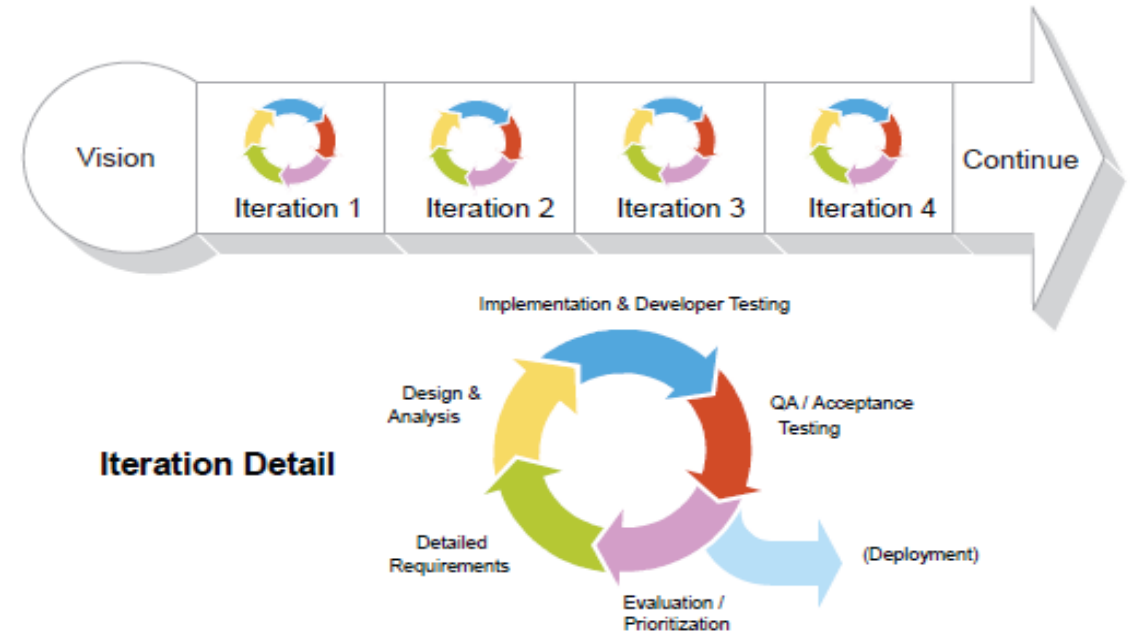 Vision
Iteration 1
Iteration 2
Iteration 3
Iteration 4
Continue
Implementation & Developer Testing
Design &
Analysis
QA / Acceptance
Testing
Iteration Detail
Detailed
Requirements
(Deployment)
Evaluation /
Prioritization